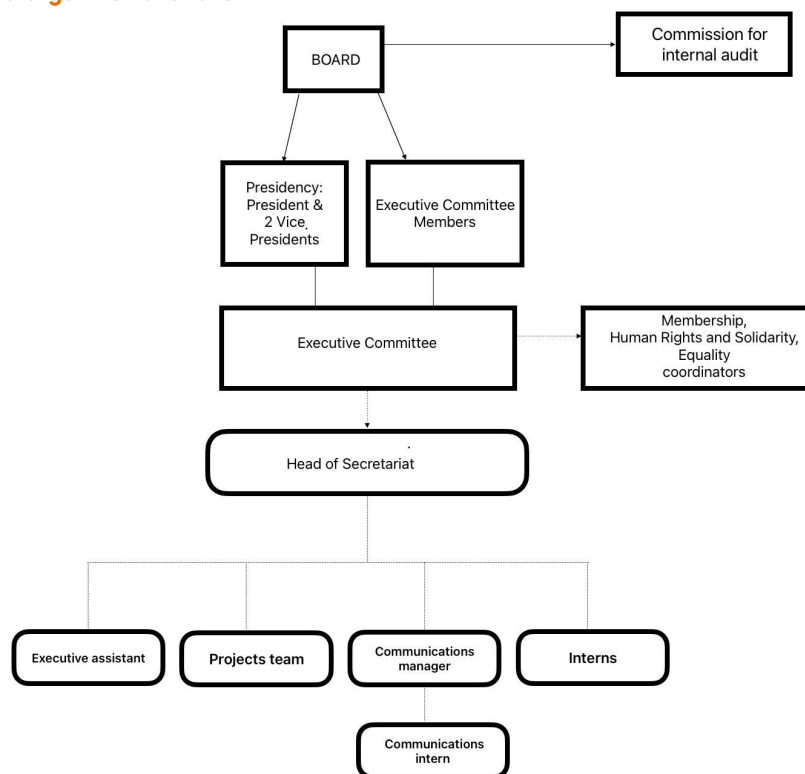 BOARD
Commission for
internal audit
Presidency:
President &
2 Vice
Presidents
Executive Committee
Members
Executive Committee
Membership,
Human Rights and Solidarity,
Equality
coordinators
Head of Secretariat
Executive assistant
Projects team
Communications
manager
Interns
Communications
intern